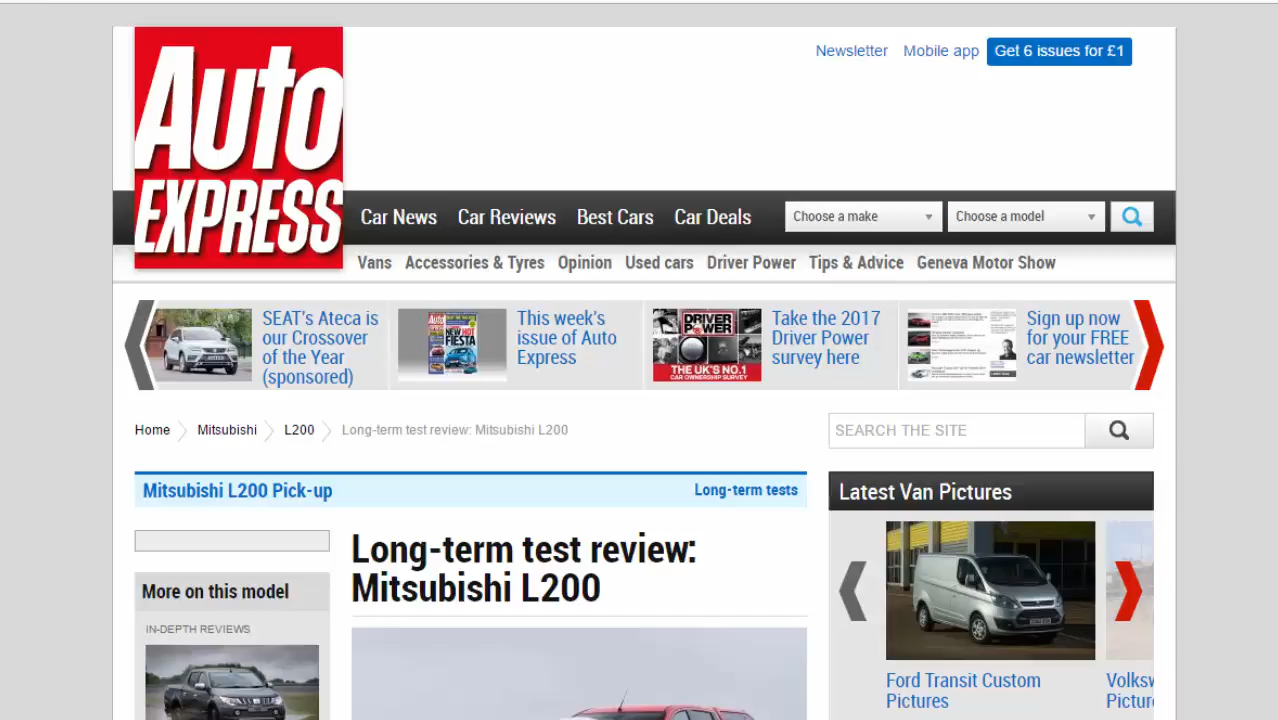 Auto
EXPRESS
Newsletter
Mobile app
Get 6 issues for £1
Car News
Car Reviews
Best Cars
Car Deals
Choose a make
Choose a model
Vans
Accessories & Tyres
Opinion
Used cars
Driver Power
Tips & Advice
Geneva Motor Show
SEAT's Ateca is
our Crossover
of the Year
(sponsored)
NEW HOT
FIESTA
This week's
issue of Auto
Express
DRIVER
POWER
THE UK'S NO.1
CAR OWNERSHIP SURVEY
Take the 2017
Driver Power
survey here
Sign up now
for your FREE
car newsletter
Home
Mitsubishi
L200
Long-term test review: Mitsubishi L200
SEARCH THE SITE
Mitsubishi L200 Pick-up
Long-term tests
Latest Van Pictures
Long-term test review:
Mitsubishi L200
More on this model
IN-DEPTH REVIEWS
Ford Transit Custom
Pictures
Volksw
Pictur